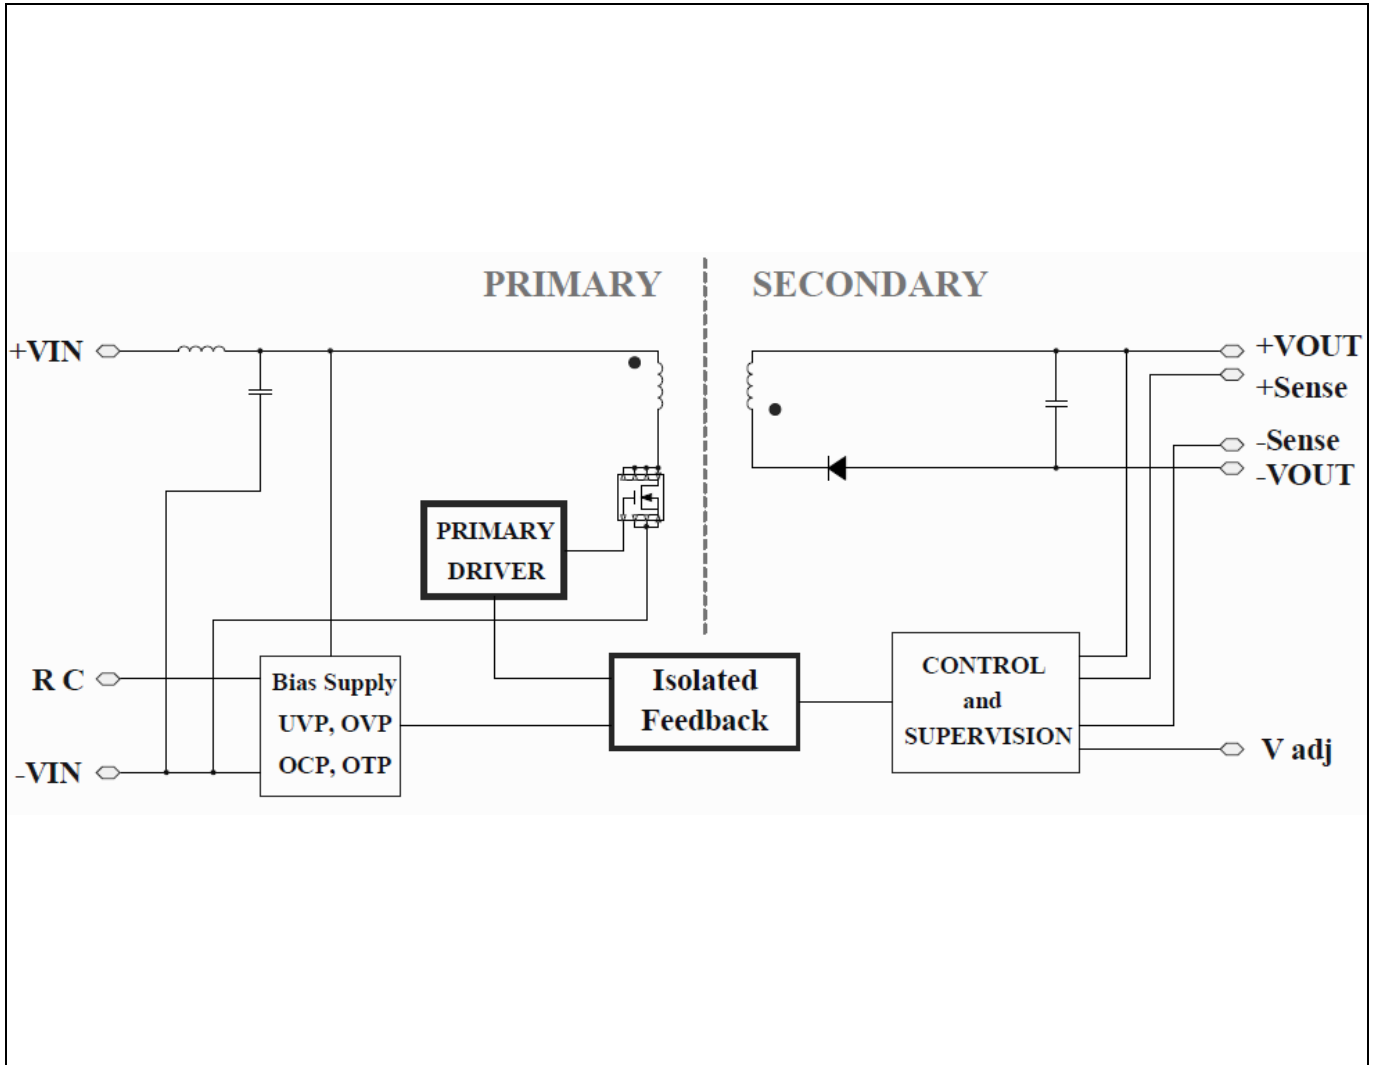 PRIMARY
SECONDARY
+VIN
+VOUT
+Sense
-Sense
-VOUT
PRIMARY
DRIVER
R C
Bias Supply
UVP, OVP
OCP, OTP
-VIN
Isolated
Feedback
CONTROL
and
SUPERVISION
V adj